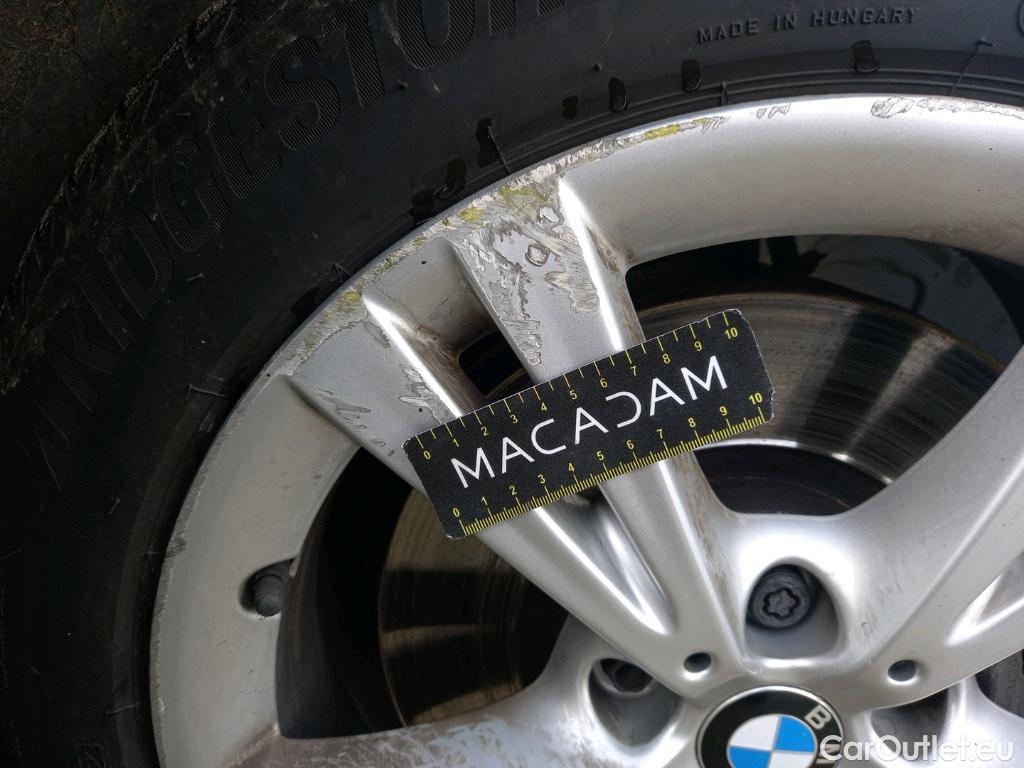 BRIDGESTONE
MADE IN HUNGARY
0 1 2 3 4 5 6 7 8 9 10
MACADAM
0 1 2 3 4 5 6 7 8 9 10
B
CarOutlet.eu